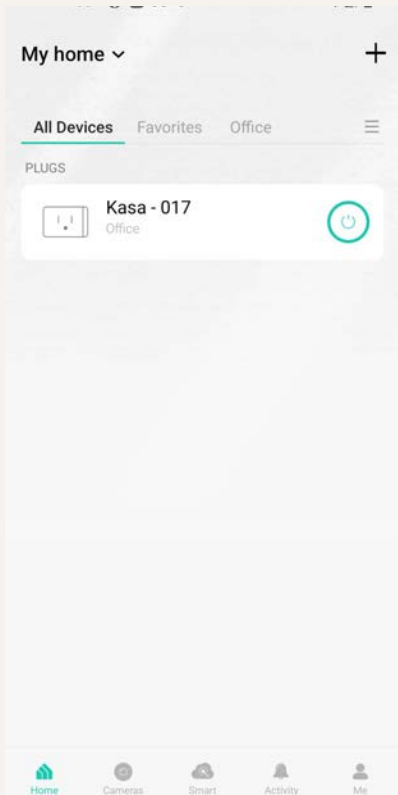 My home
+
All Devices Favorites Office
PLUGS
Kasa - 017
Office
Home Cameras Smart Activity Me